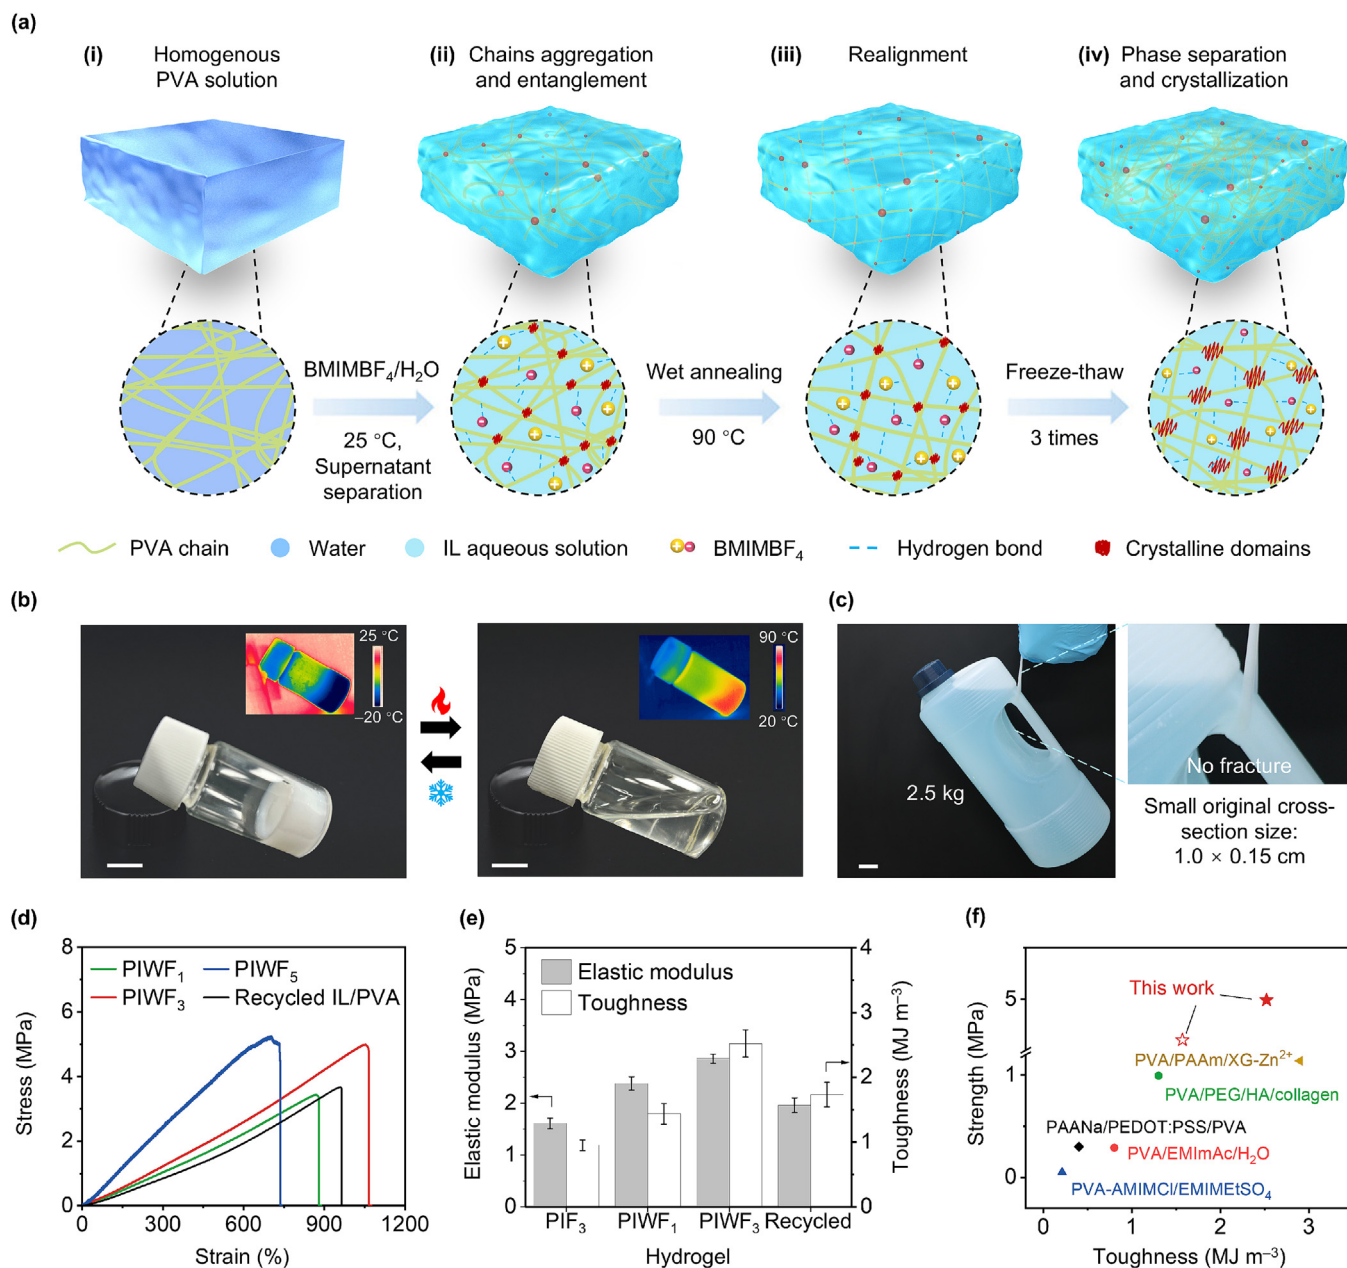 (a)
(i) Homogenous
PVA solution
(ii) Chains aggregation
and entanglement
(iii) Realignment
(iv) Phase separation
and crystallization
BMIMBF₄/H₂O
25 °C,
Supernatant
separation
Wet annealing
90 °C
Freeze-thaw
3 times
PVA chain
Water
IL aqueous solution
BMIMBF₄
Hydrogen bond
Crystalline domains
(b)
25 °C
−20 °C
90 °C
20 °C
(c)
2.5 kg
No fracture
Small original cross-
section size:
1.0 × 0.15 cm
(d)
8
6
4
2
0
Stress (MPa)
PIWF₁
PIWF₅
PIWF₃
Recycled IL/PVA
0 300 600 900 1200
Strain (%)
(e)
5
4
3
2
1
0
Elastic modulus (MPa)
Elastic modulus
Toughness
4
3
2
1
0
Toughness (MJ m⁻³)
PIF₃ PIWF₁ PIWF₃ Recycled
Hydrogel
(f)
Strength (MPa)
5
1
0
This work
PVA/PAAm/XG-Zn²⁺
PVA/PEG/HA/collagen
PAANa/PEDOT:PSS/PVA
PVA/EMImAc/H₂O
PVA-AMIMCl/EMIMEtSO₄
0 1 2 3
Toughness (MJ m⁻³)